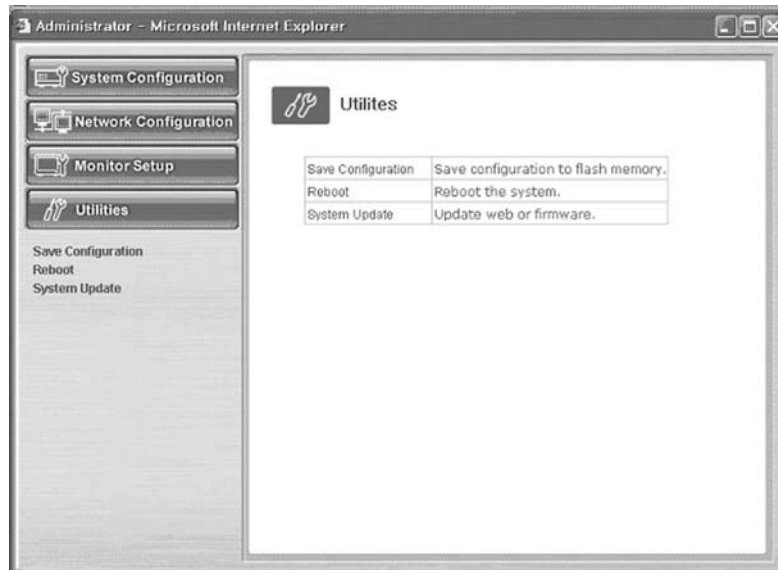 Administrator - Microsoft Internet Explorer
System Configuration
Network Configuration
Monitor Setup
Utilities
Save Configuration
Reboot
System Update
Utilites
Save Configuration Save configuration to flash memory.
Reboot Reboot the system.
System Update Update web or firmware.